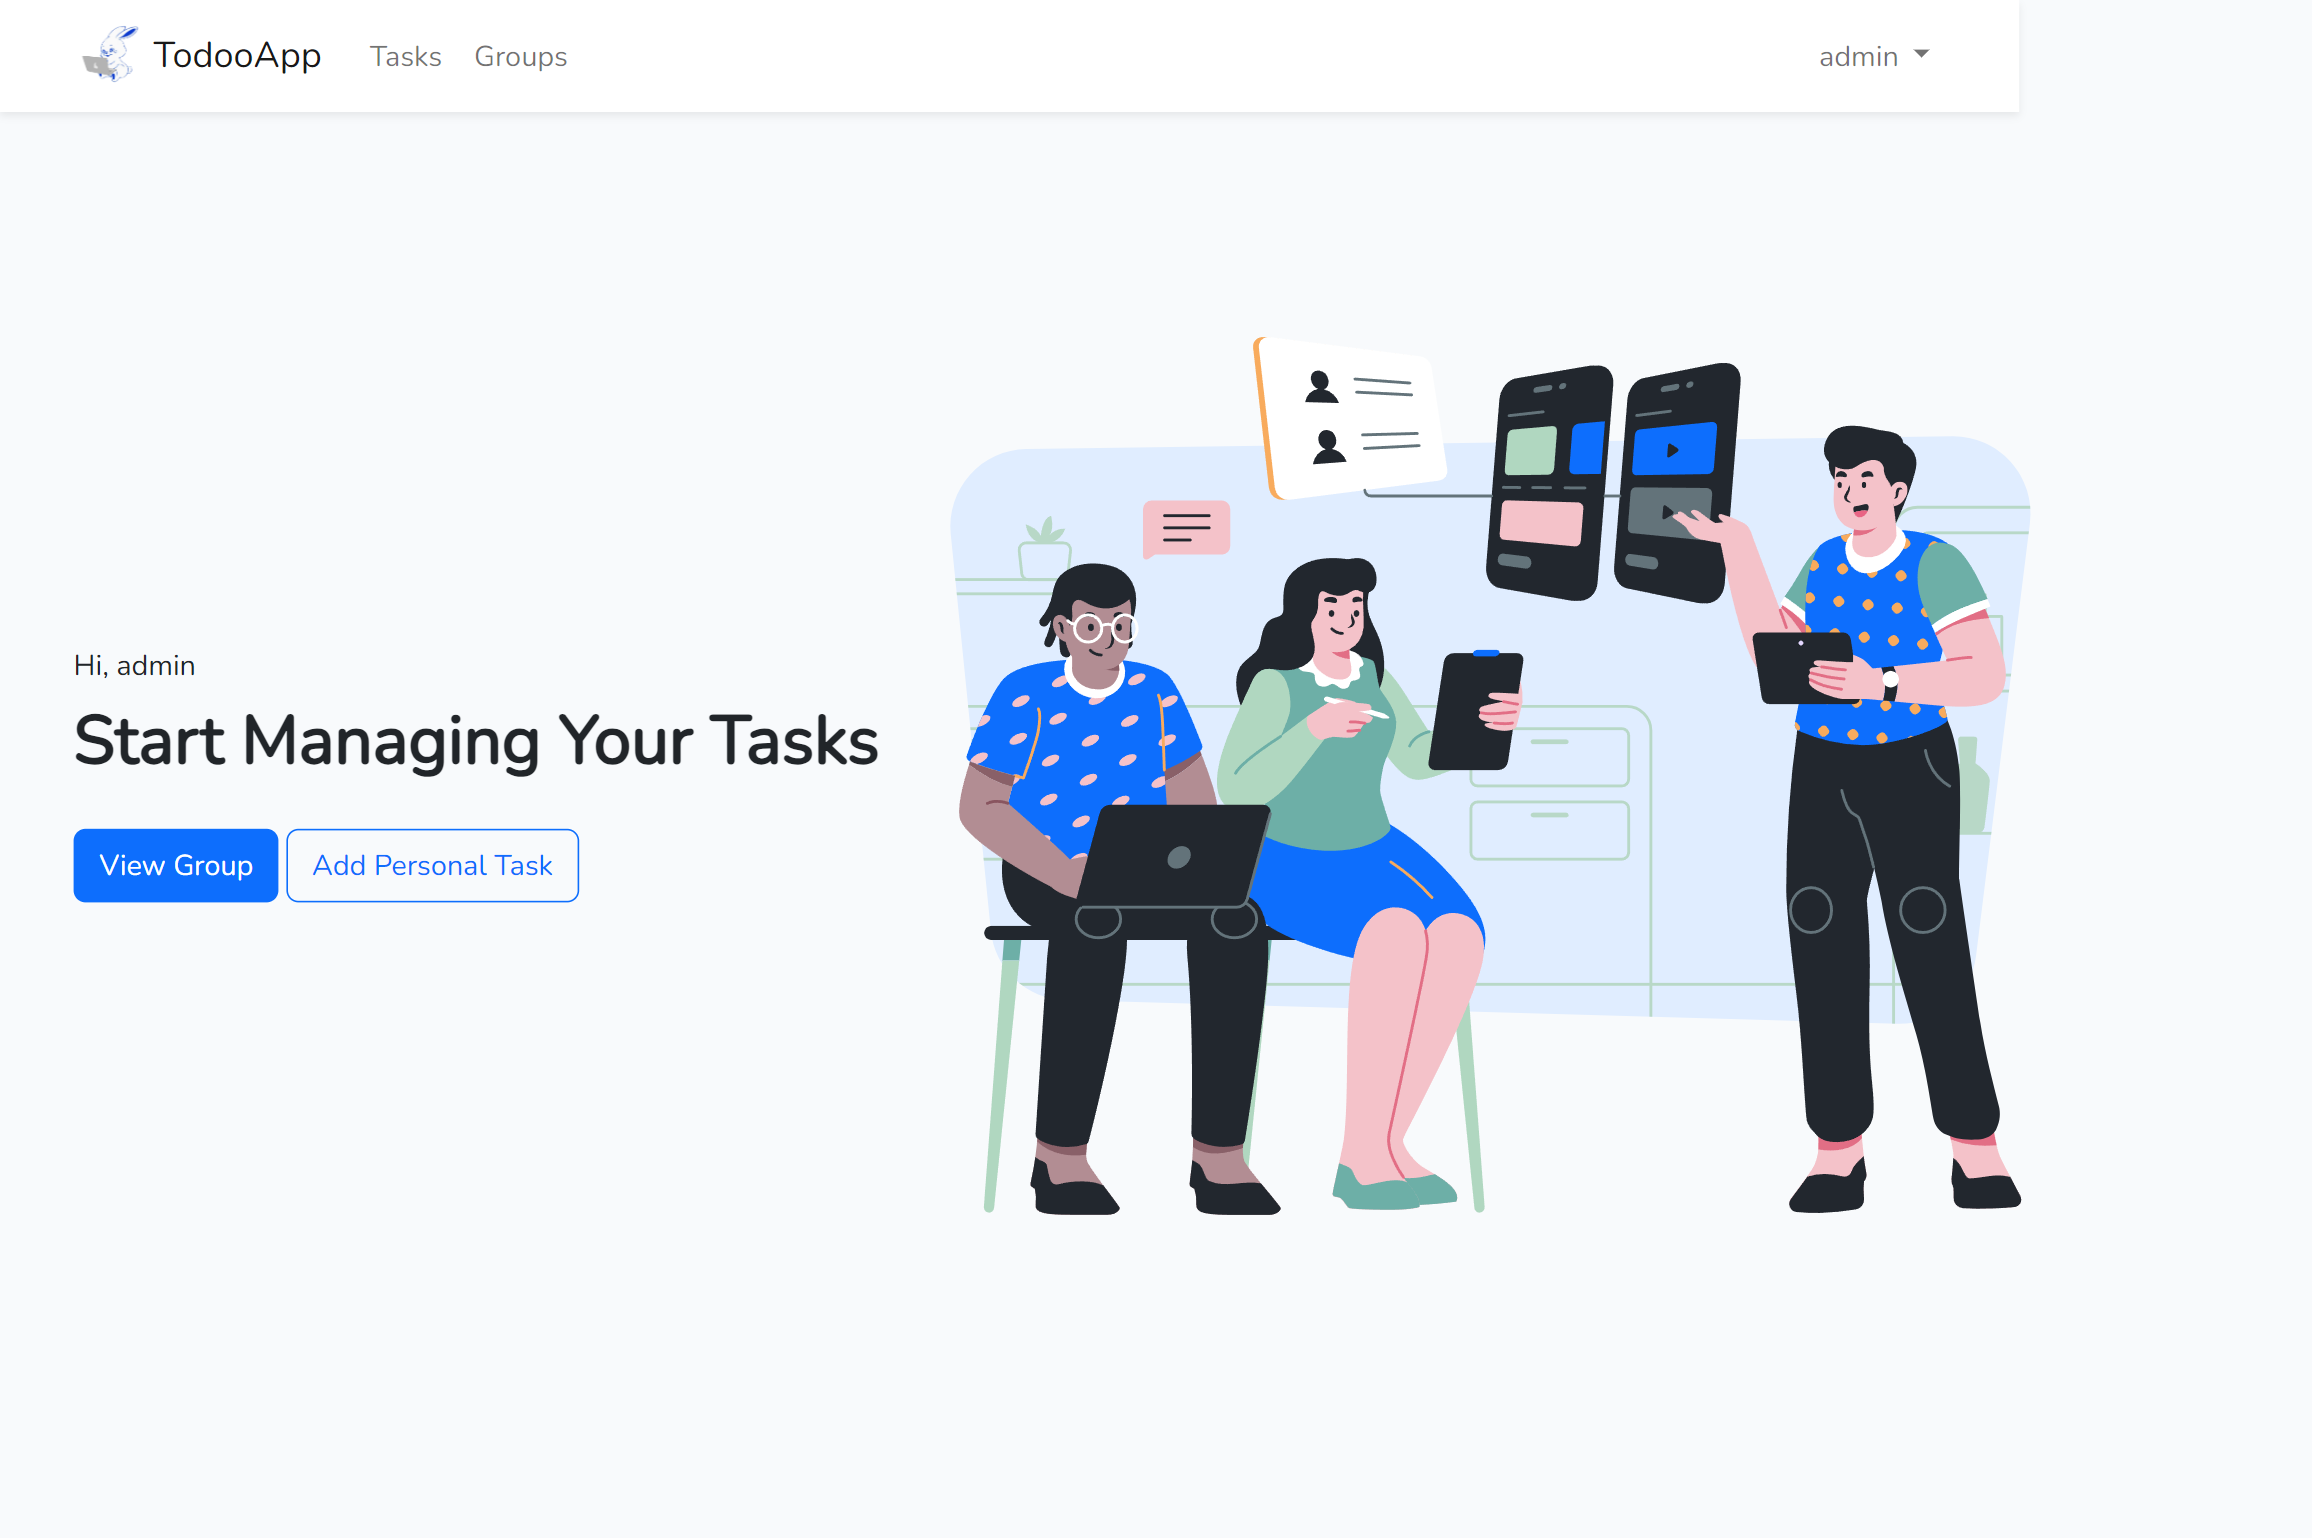 TodooApp Tasks Groups admin
Hi, admin
Start Managing Your Tasks
View Group Add Personal Task